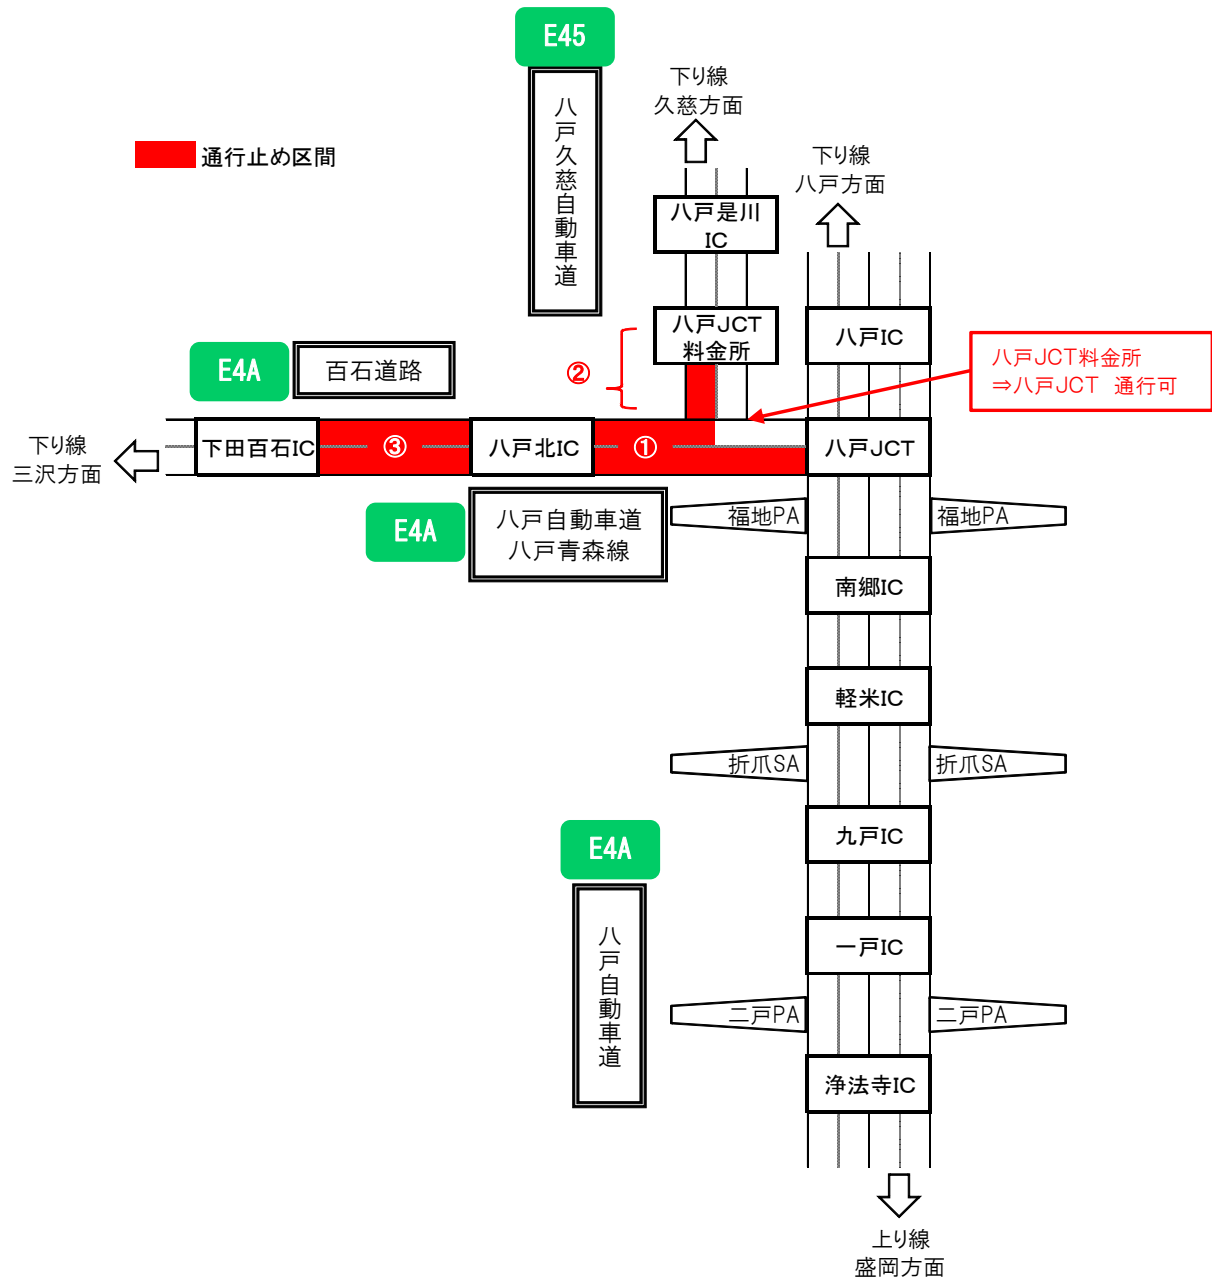 E45
八戸久慈自動車道
下り線
久慈方面
通行止め区間
下り線
八戸方面
八戸是川
IC
八戸JCT
料金所
八戸IC
八戸JCT料金所
⇒八戸JCT 通行可
②
E4A
百石道路
下り線
三沢方面
下田百石IC
③
八戸北IC
①
八戸JCT
E4A
八戸自動車道
八戸青森線
福地PA
福地PA
南郷IC
軽米IC
折爪SA
折爪SA
九戸IC
E4A
八戸自動車道
一戸IC
二戸PA
二戸PA
浄法寺IC
上り線
盛岡方面